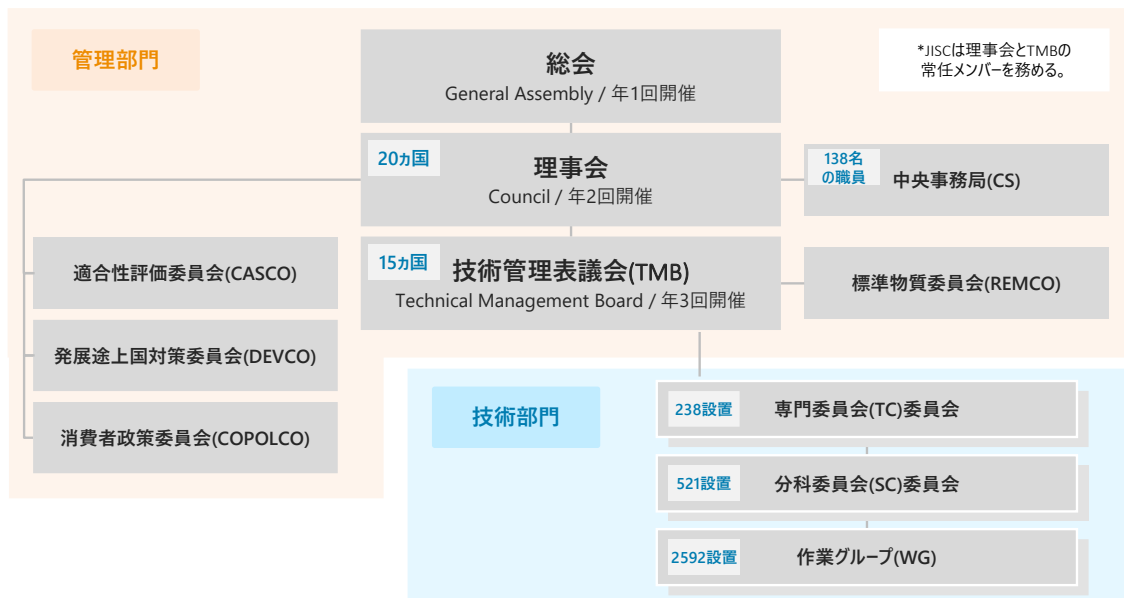 管理部門
総会
General Assembly / 年1回開催
*JISCは理事会とTMBの
常任メンバーを務める。
20ヵ国
理事会
Council / 年2回開催
138名
の職員
中央事務局(CS)
15ヵ国
技術管理表議会(TMB)
Technical Management Board / 年3回開催
標準物質委員会(REMCO)
適合性評価委員会(CASCO)
発展途上国対策委員会(DEVCO)
消費者政策委員会(COPOLCO)
技術部門
238設置
専門委員会(TC)委員会
521設置
分科委員会(SC)委員会
2592設置
作業グループ(WG)